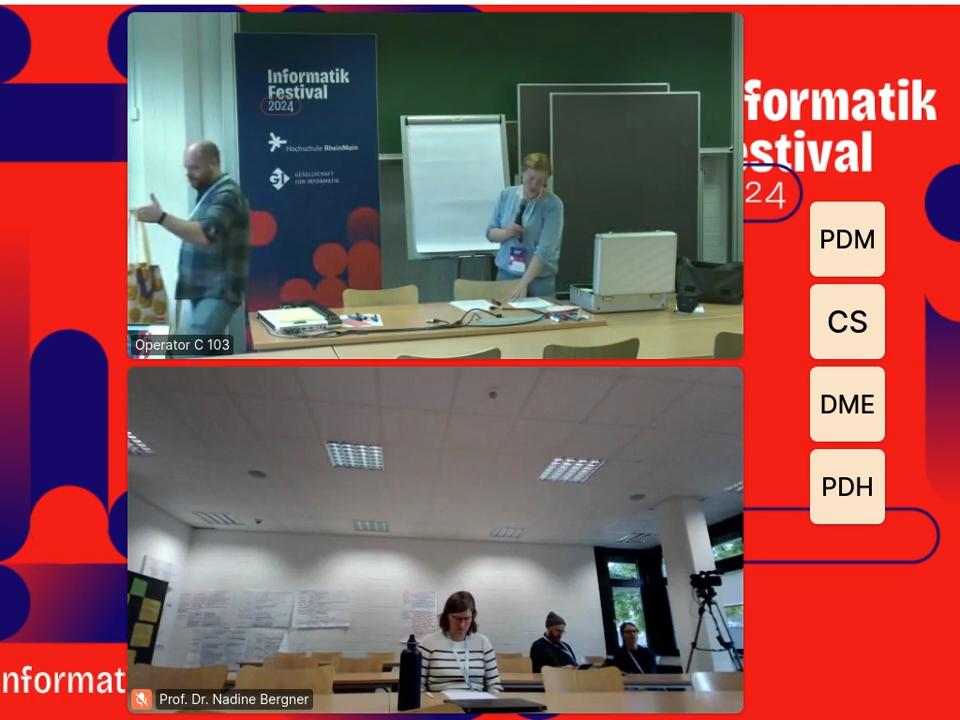 Informatik
Festival
2024
Hochschule RheinMain
GESELLSCHAFT
FÜR INFORMATIK
Operator C 103
Prof. Dr. Nadine Bergner
formatik
estival
24
PDM
CS
DME
PDH
nformat